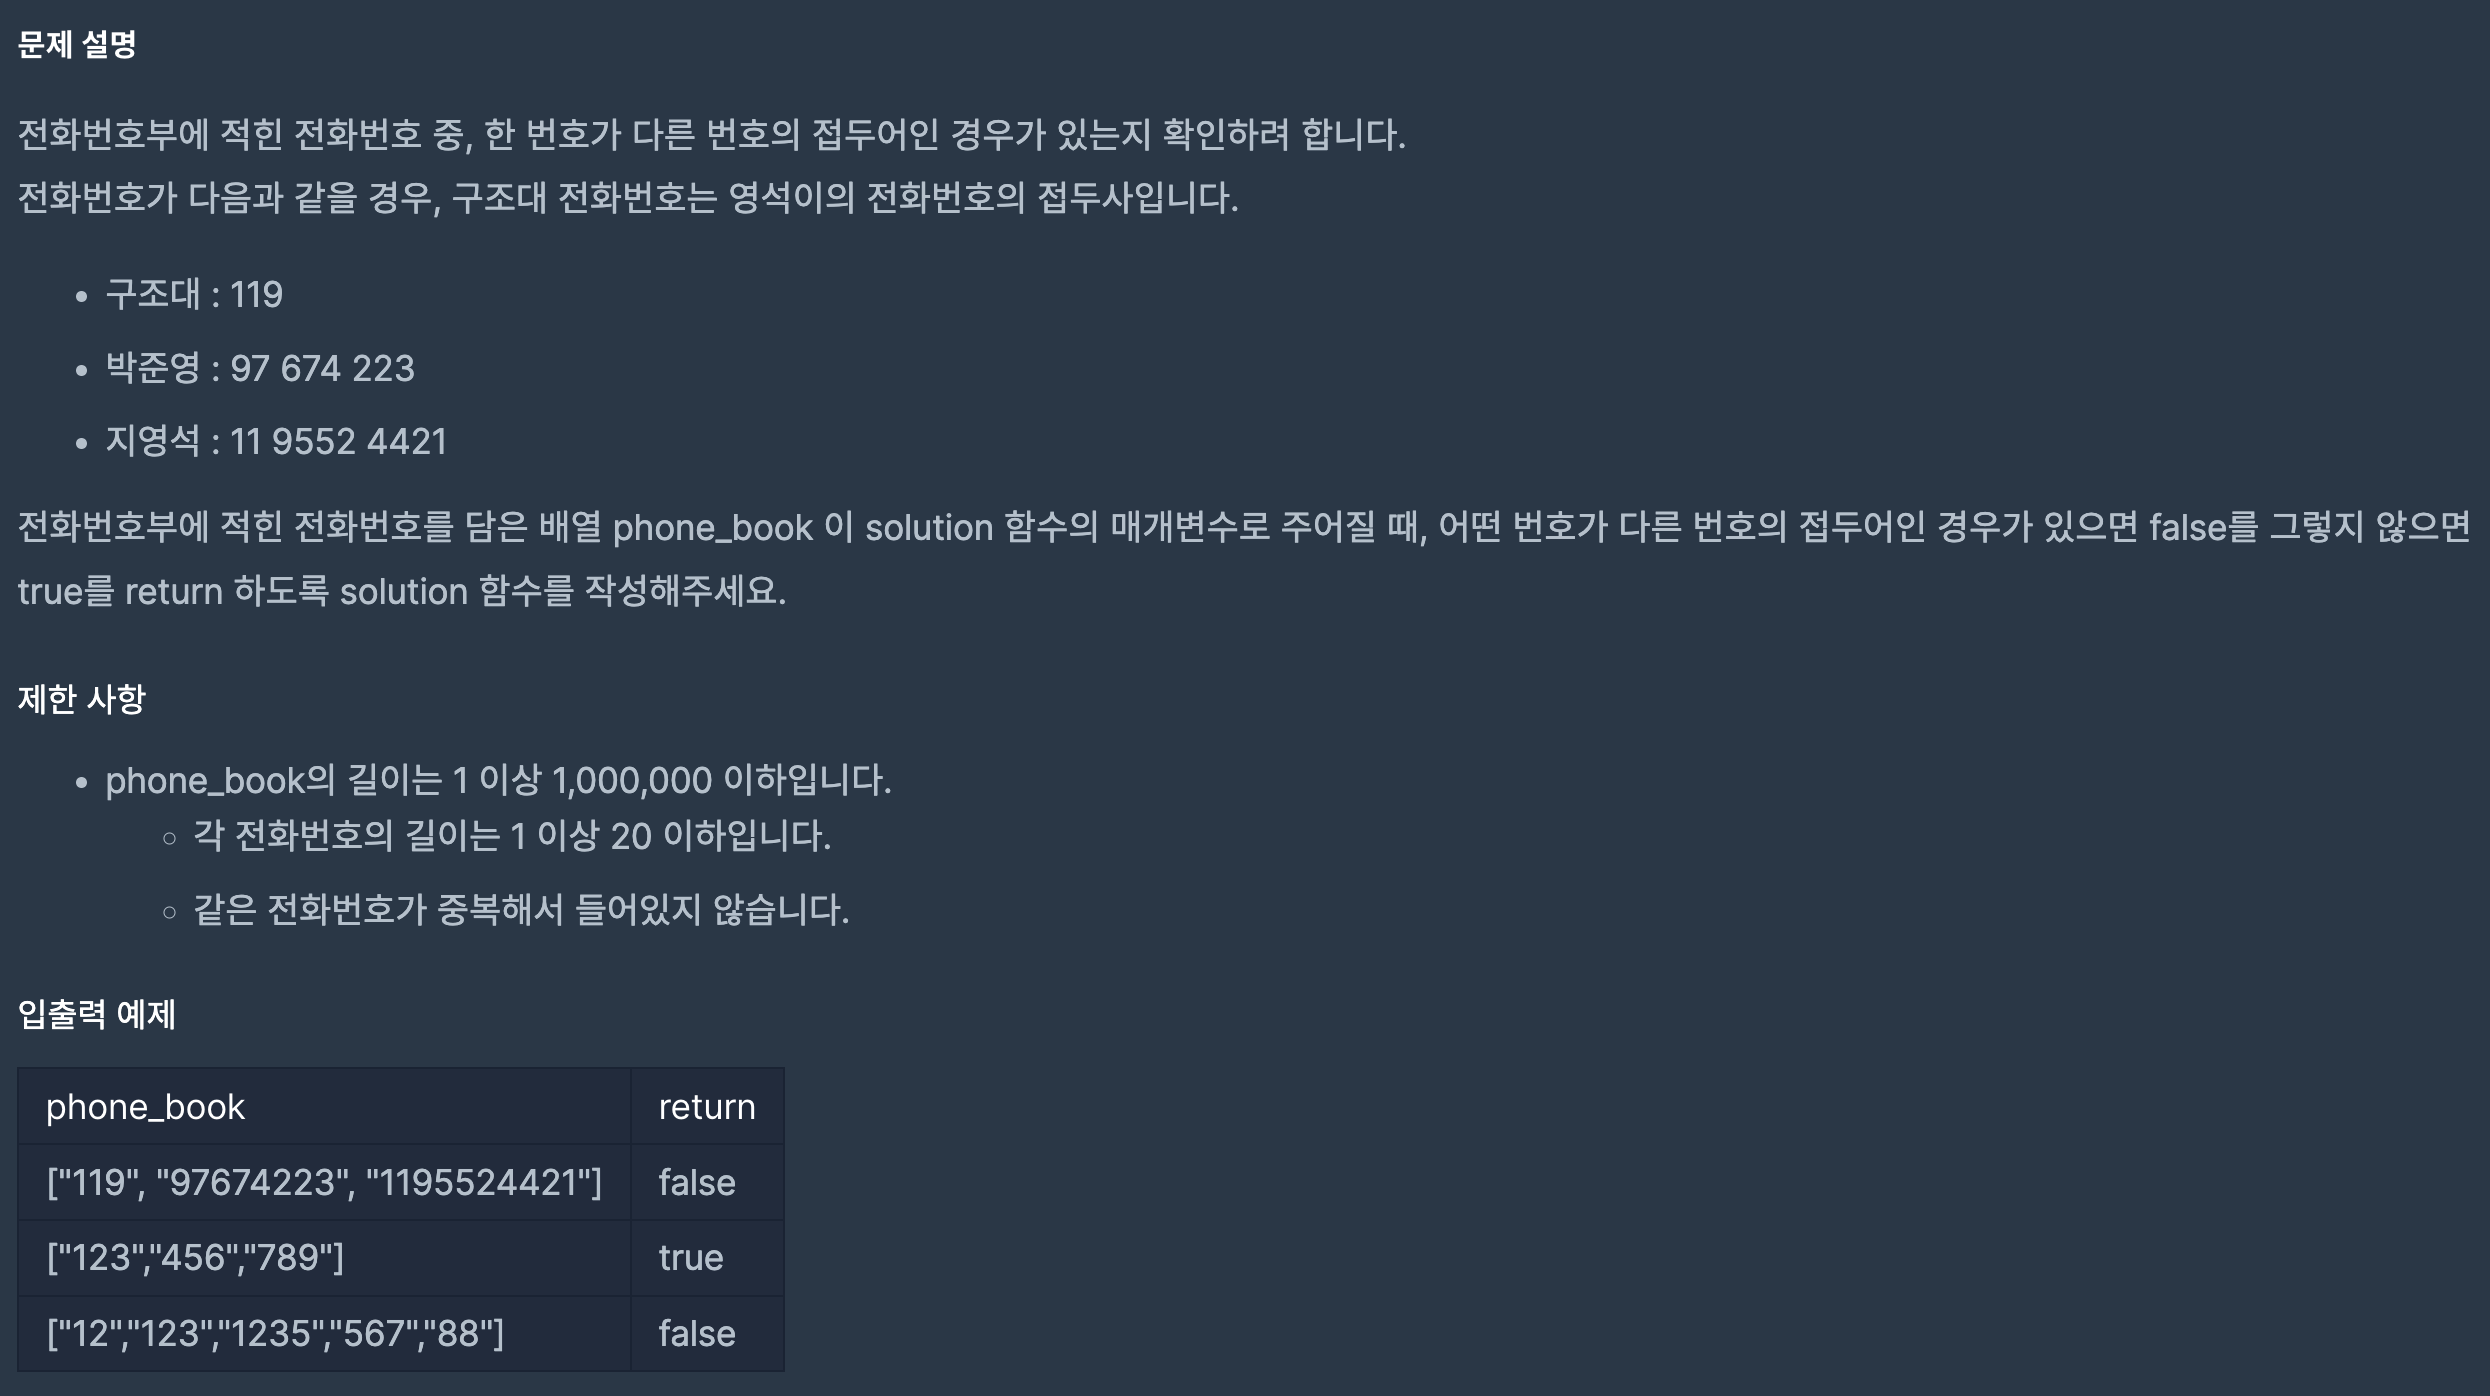 문제 설명
전화번호부에 적힌 전화번호 중, 한 번호가 다른 번호의 접두어인 경우가 있는지 확인하려 합니다.
전화번호가 다음과 같을 경우, 구조대 전화번호는 영석이의 전화번호의 접두사입니다.
• 구조대 : 119
• 박준영 : 97 674 223
• 지영석 : 11 9552 4421
전화번호부에 적힌 전화번호를 담은 배열 phone_book 이 solution 함수의 매개변수로 주어질 때, 어떤 번호가 다른 번호의 접두어인 경우가 있으면 false를 그렇지 않으면
true를 return 하도록 solution 함수를 작성해주세요.
제한 사항
• phone_book의 길이는 1 이상 1,000,000 이하입니다.
◦ 각 전화번호의 길이는 1 이상 20 이하입니다.
◦ 같은 전화번호가 중복해서 들어있지 않습니다.
입출력 예제
phone_book return
["119", "97674223", "1195524421"] false
["123","456","789"] true
["12","123","1235","567","88"] false